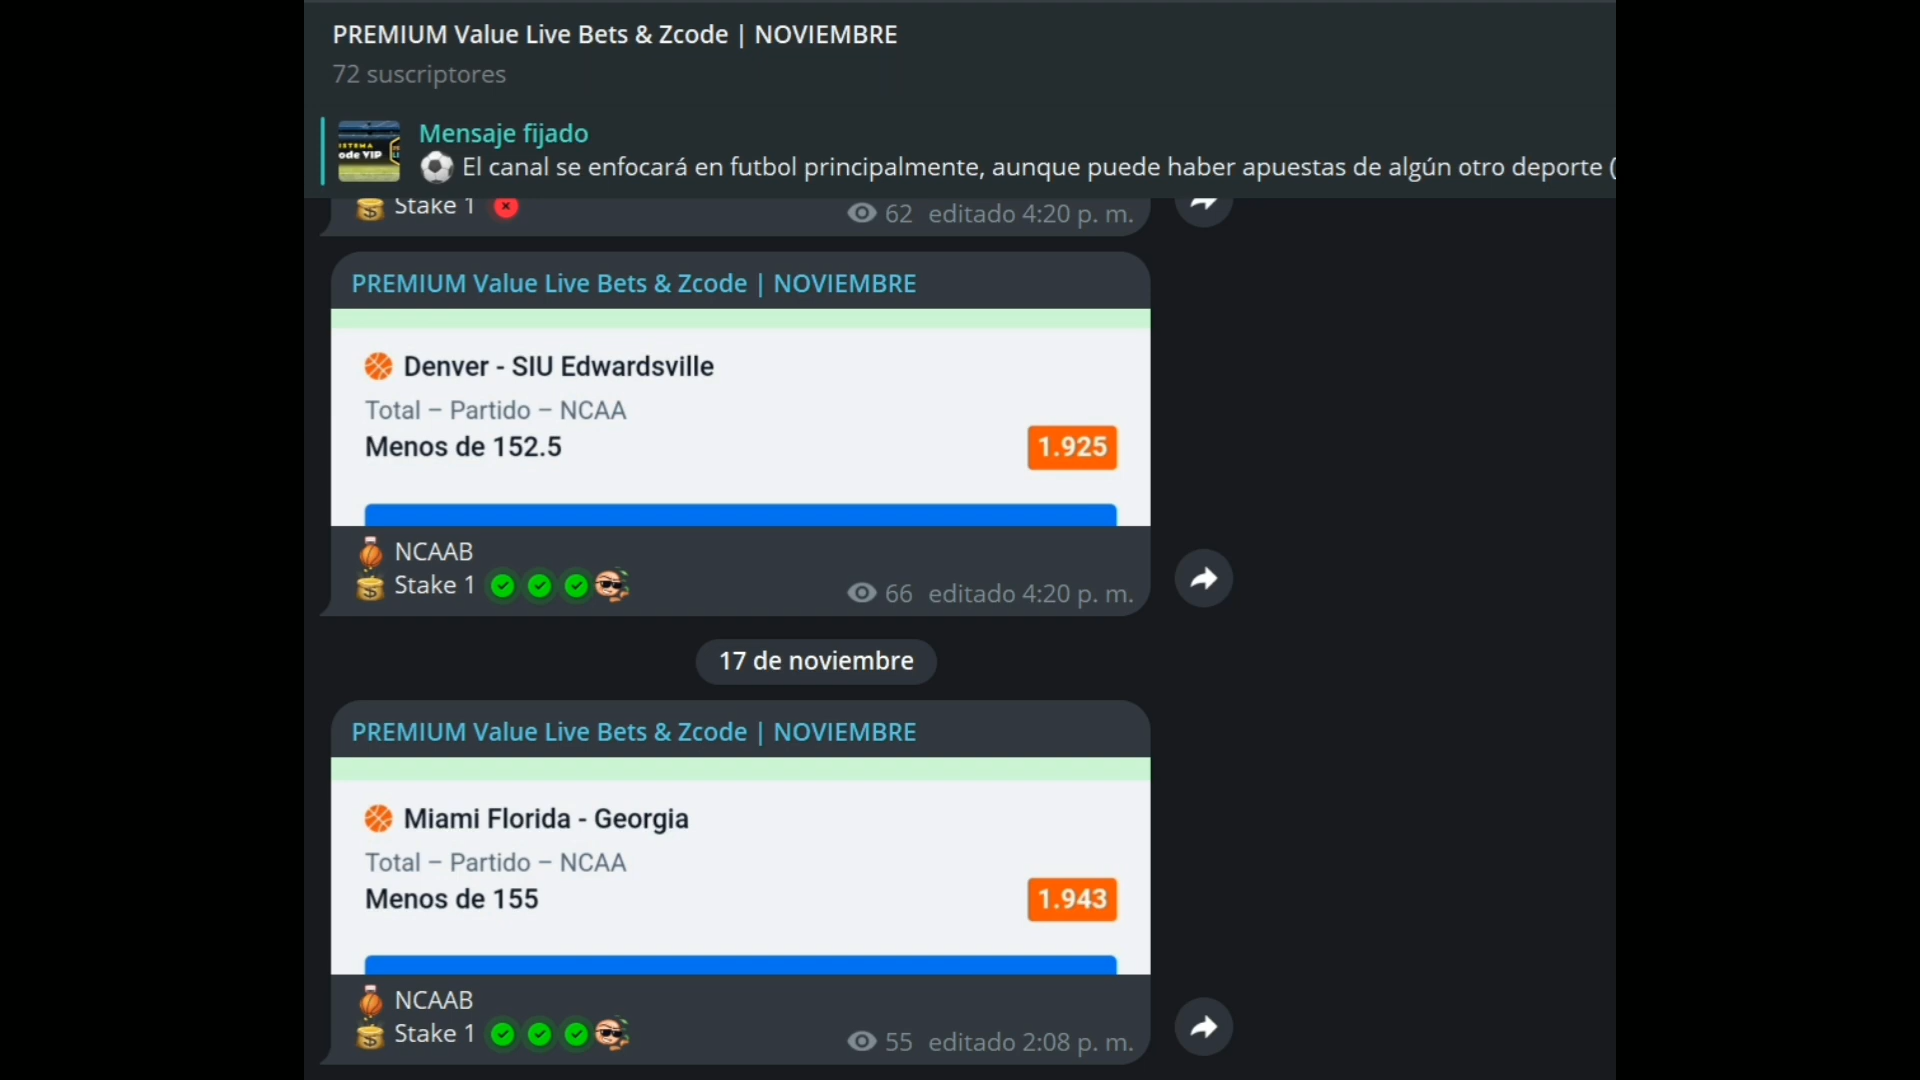 PREMIUM Value Live Bets & Zcode | NOVIEMBRE
72 suscriptores
Mensaje fijado
ode VIP
El canal se enfocará en futbol principalmente, aunque puede haber apuestas de algún otro deporte (
Stake 1
62 editado 4:20 p. m.
PREMIUM Value Live Bets & Zcode | NOVIEMBRE
Denver - SIU Edwardsville
Total – Partido – NCAA
Menos de 152.5
1.925
NCAAB
Stake 1
66 editado 4:20 p. m.
17 de noviembre
PREMIUM Value Live Bets & Zcode | NOVIEMBRE
Miami Florida - Georgia
Total – Partido – NCAA
Menos de 155
1.943
NCAAB
Stake 1
55 editado 2:08 p. m.